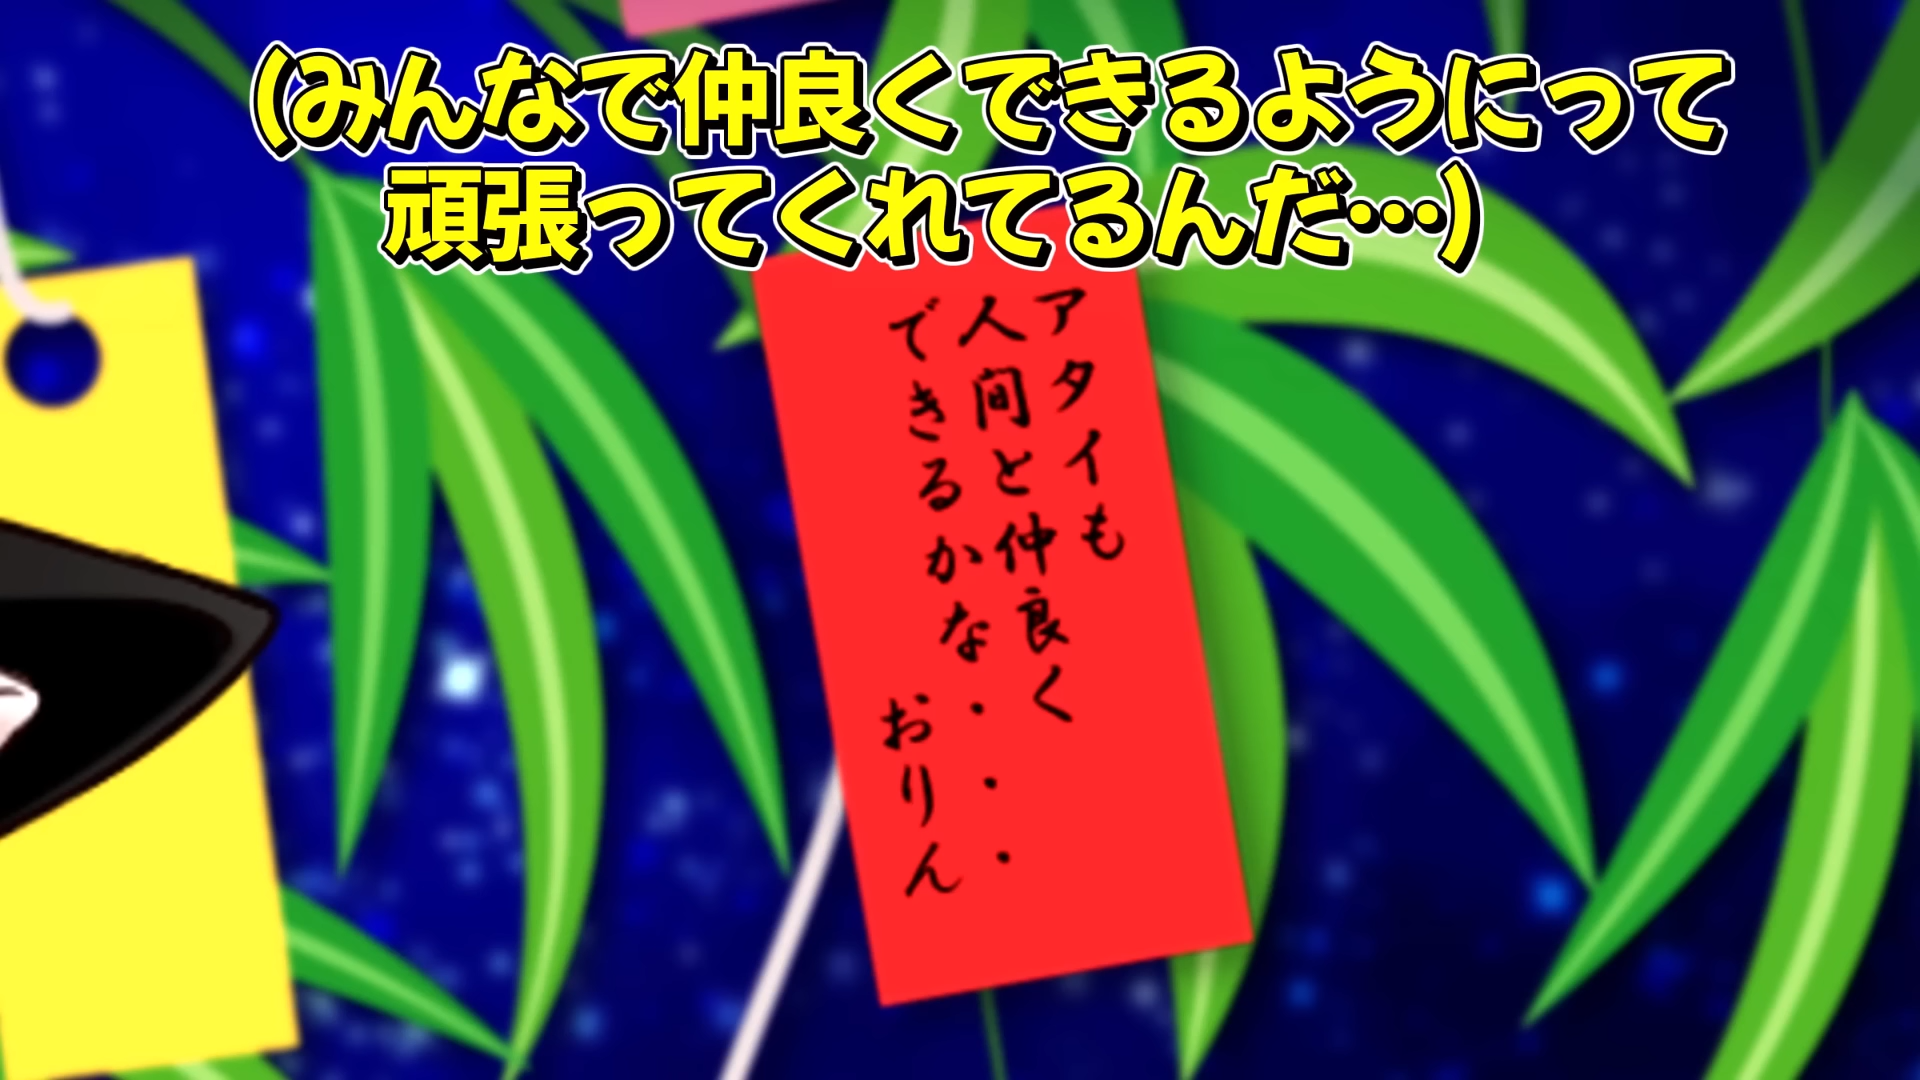 (みんなで仲良くできるようにって
頑張ってくれてるんだ…)
アタイも
人間と仲良く
できるかな・・・
おりん